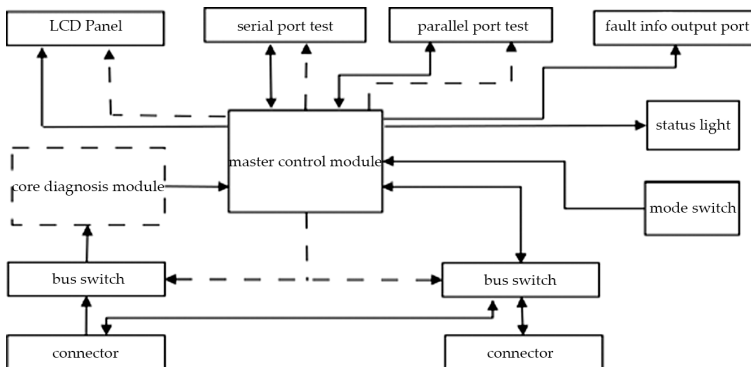 LCD Panel
serial port test
parallel port test
fault info output port
master control module
status light
core diagnosis module
mode switch
bus switch
bus switch
connector
connector